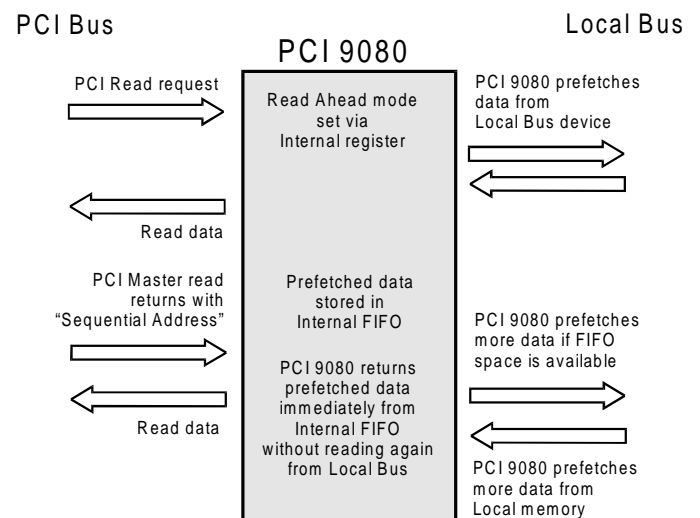 PCI Bus
Local Bus
PCI 9080
PCI Read request
Read Ahead mode
set via
Internal register
PCI 9080 prefetches
data from
Local Bus device
Read data
PCI Master read
returns with
“Sequential Address”
Prefetched data
stored in
Internal FIFO
PCI 9080 prefetches
more data if FIFO
space is available
PCI 9080 returns
prefetched data
immediately from
Internal FIFO
without reading again
from Local Bus
Read data
PCI 9080 prefetches
more data from
Local memory